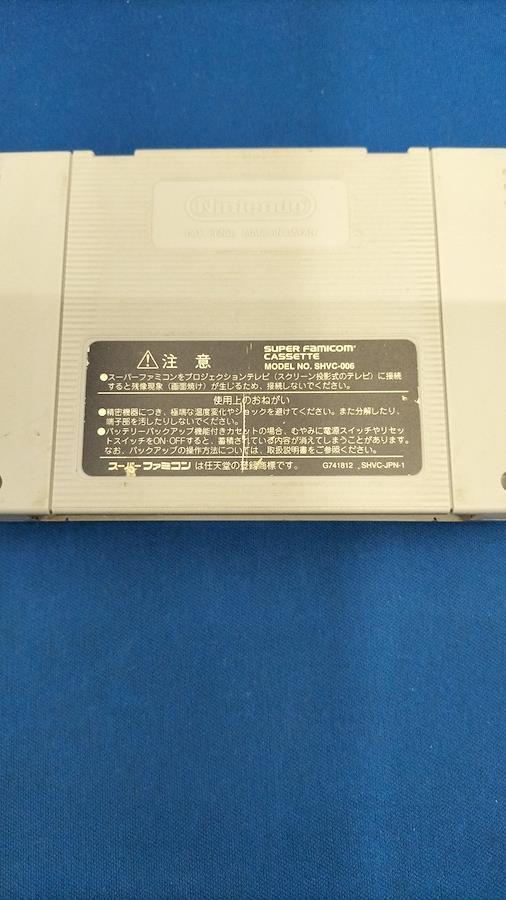 Nintendo
PAT. PEND. MADE IN JAPAN
注意
SUPER FAMICOM
CASSETTE
MODEL NO. SHVC-006
●スーパーファミコンをプロジェクションテレビ（スクリーン投影式のテレビ）に接続
すると残像現象（画面焼け）が生じるため、接続しないでください。
使用上のおねがい
●精密機器につき、極端な温度変化やショックを避けてください。また分解したり、
端子部を汚したりしないでください。
●バッテリーバックアップ機能付きカセットの場合、むやみに電源スイッチやリセッ
トスイッチをON・OFFすると、蓄積されている内容が消えてしまうことがあります。
なお、バックアップの操作方法については、取扱説明書をご参照ください。
スーパーファミコン は任天堂の登録商標です。 G741812 SHVC-JPN-1